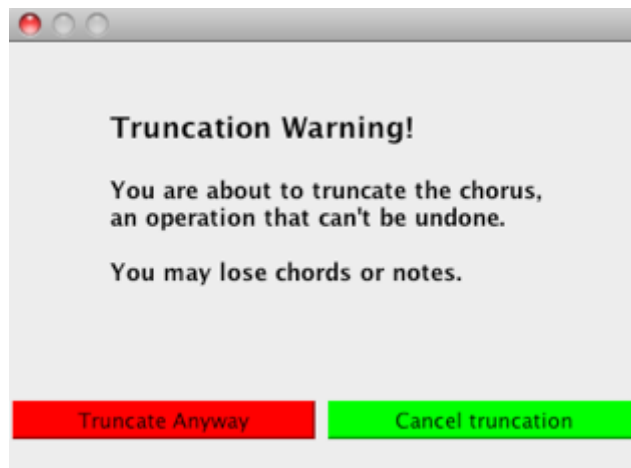 Truncation Warning!
You are about to truncate the chorus,
an operation that can't be undone.
You may lose chords or notes.
Truncate Anyway
Cancel truncation